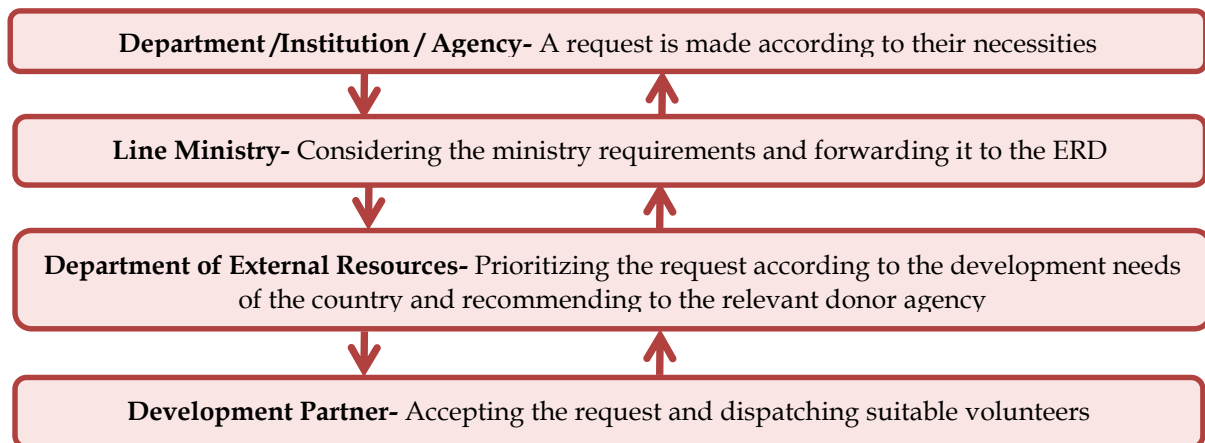 Department /Institution / Agency- A request is made according to their necessities
Line Ministry- Considering the ministry requirements and forwarding it to the ERD
Department of External Resources- Prioritizing the request according to the development needs
of the country and recommending to the relevant donor agency
Development Partner- Accepting the request and dispatching suitable volunteers